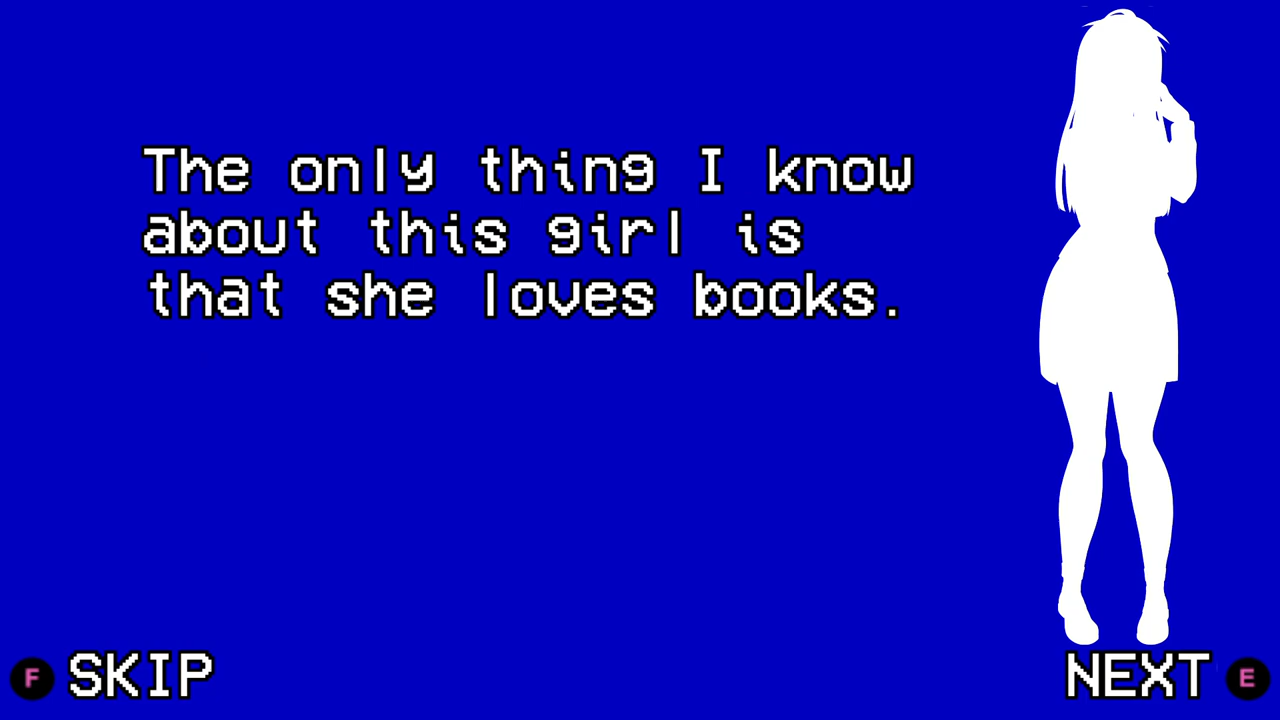 The only thing I know
about this girl is
that she loves books.
F SKIP
NEXT E